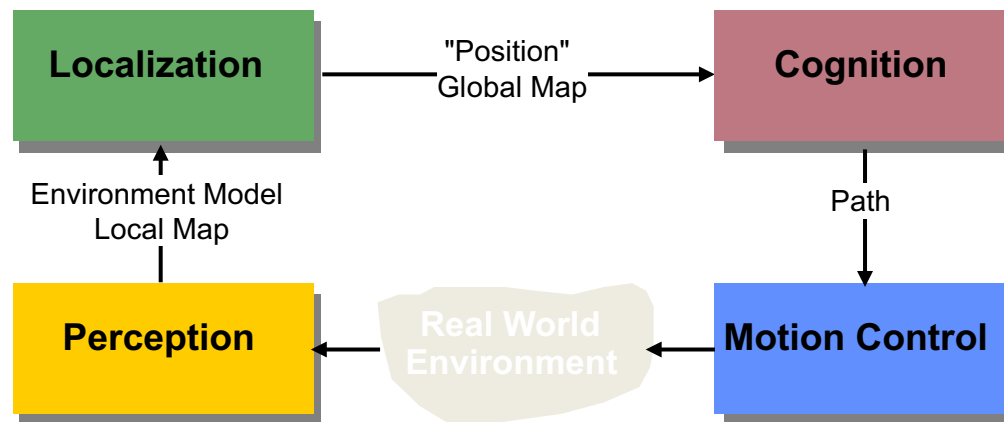 Localization
"Position"
Global Map
Cognition
Environment Model
Local Map
Path
Perception
Real World
Environment
Motion Control